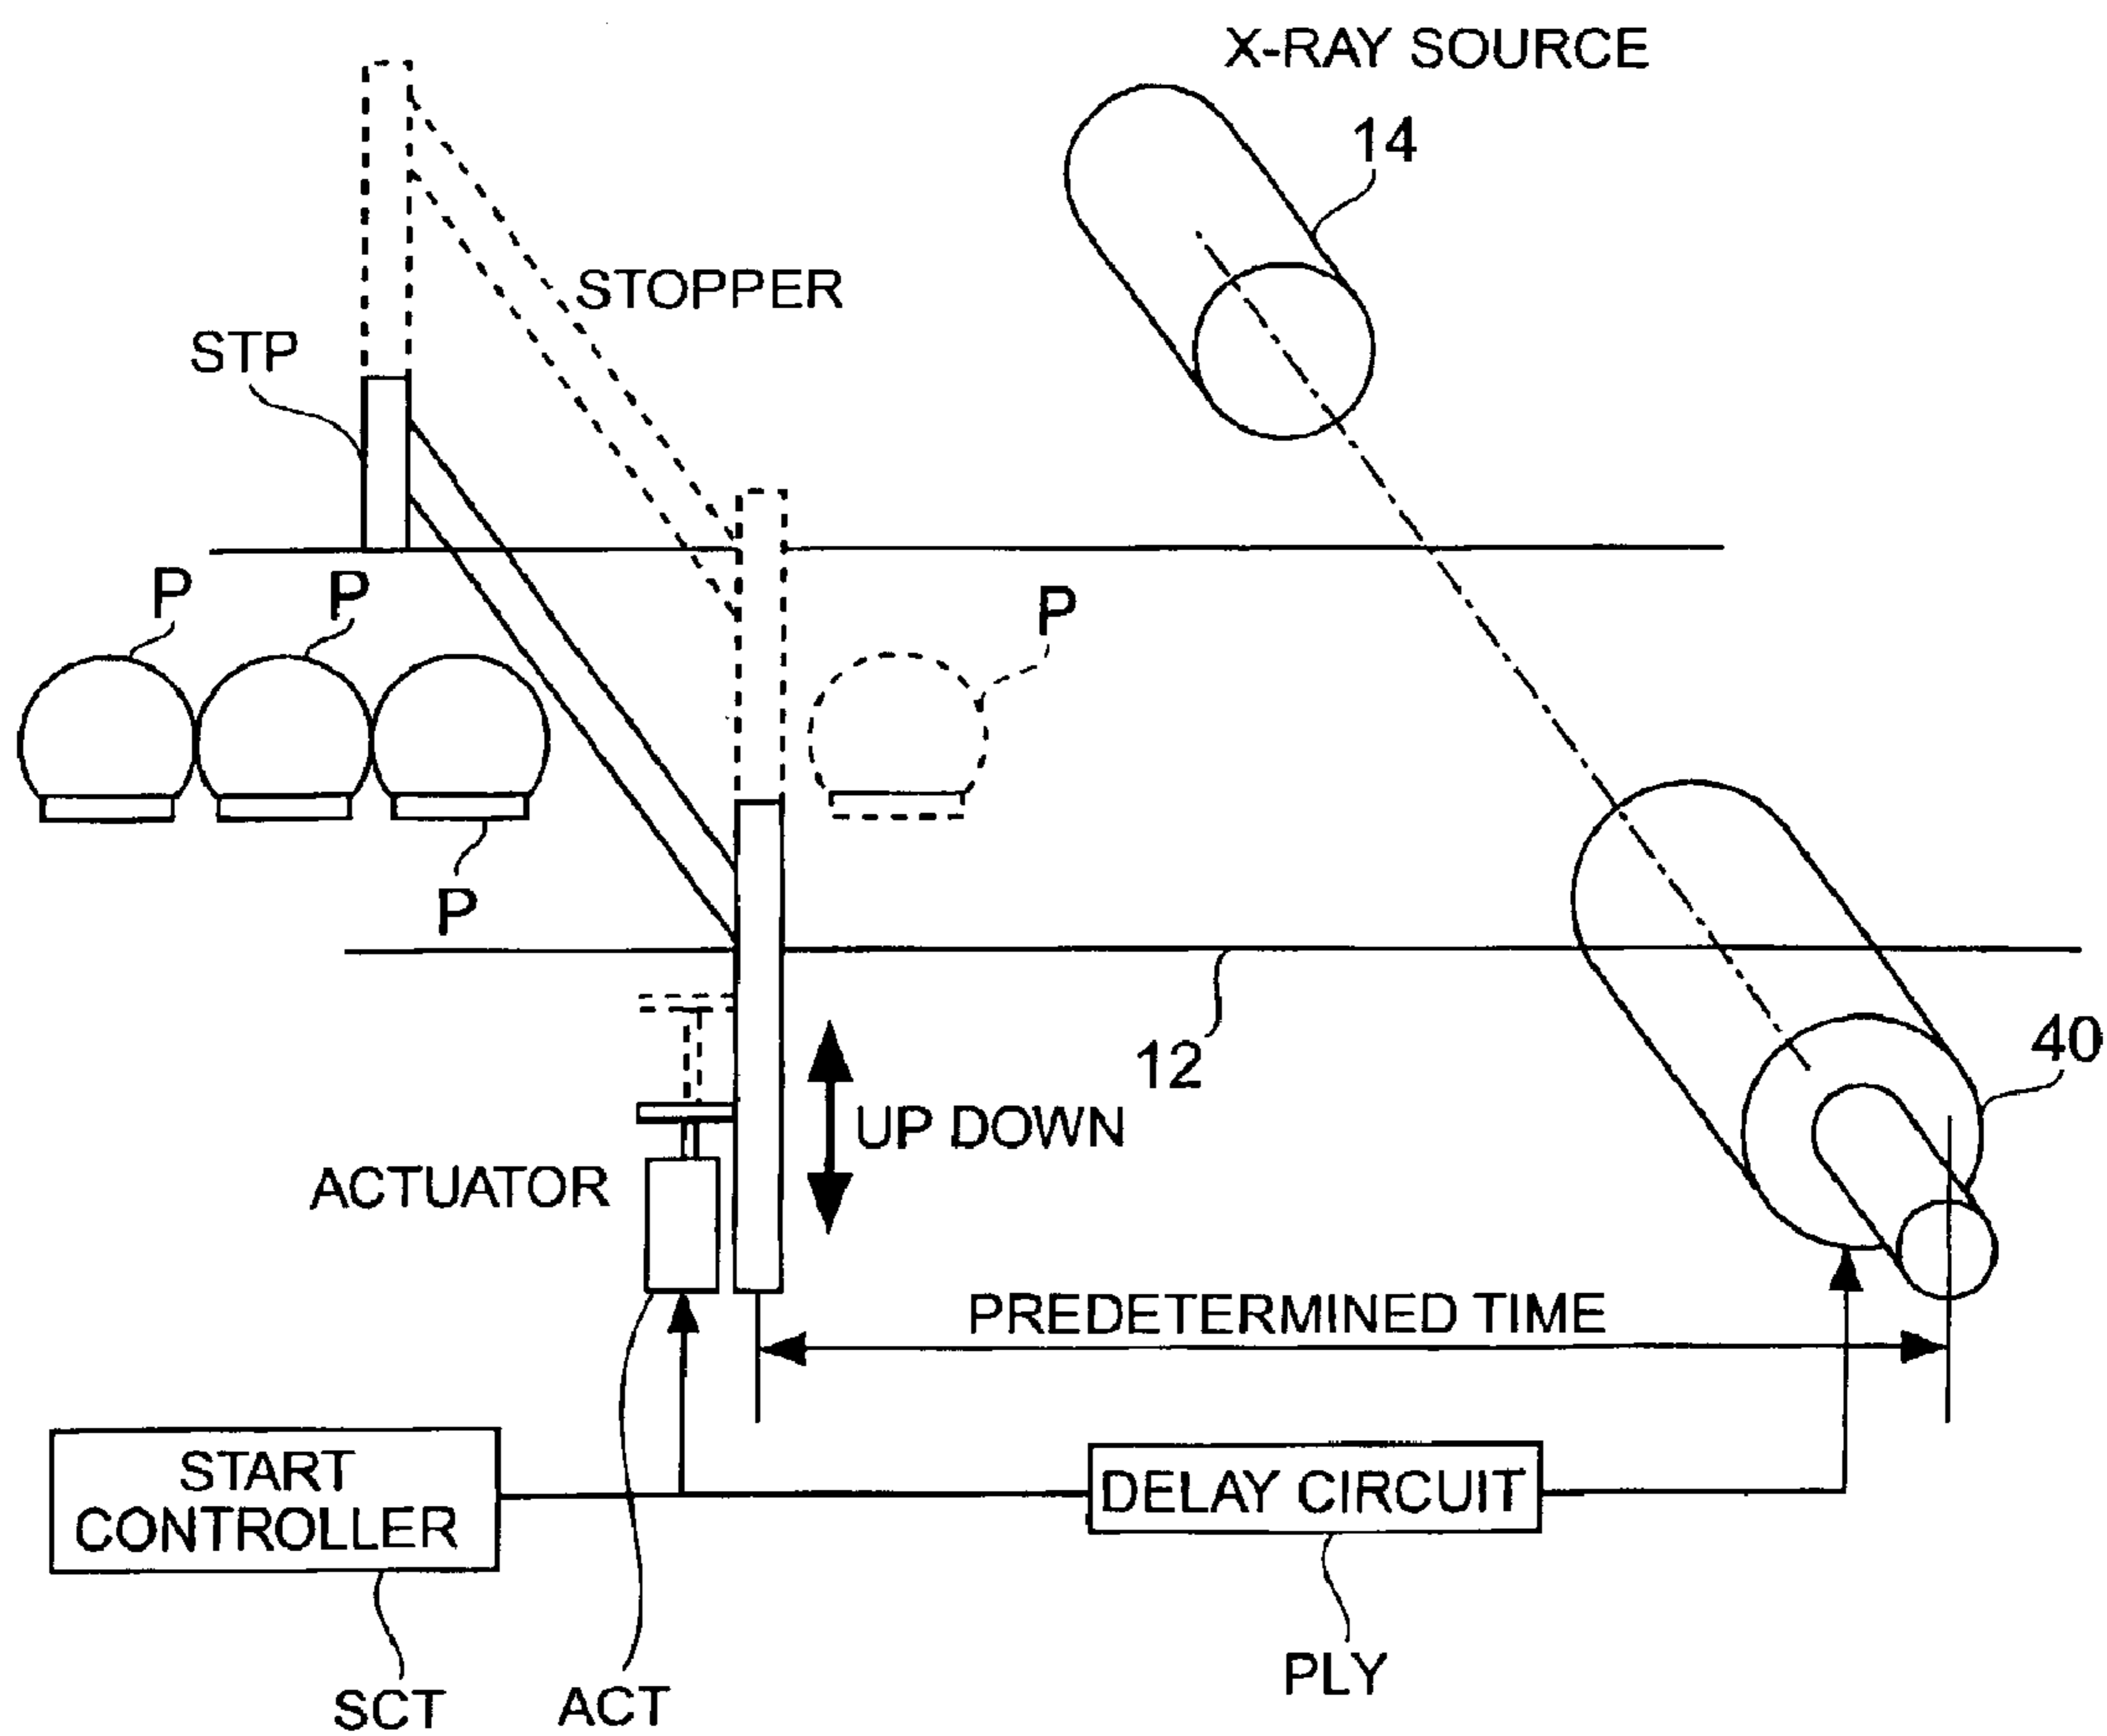 X-RAY SOURCE
14
STOPPER
STP
P
P
P
P
12
40
UP DOWN
ACTUATOR
PREDETERMINED TIME
START
CONTROLLER
DELAY CIRCUIT
SCT
ACT
PLY